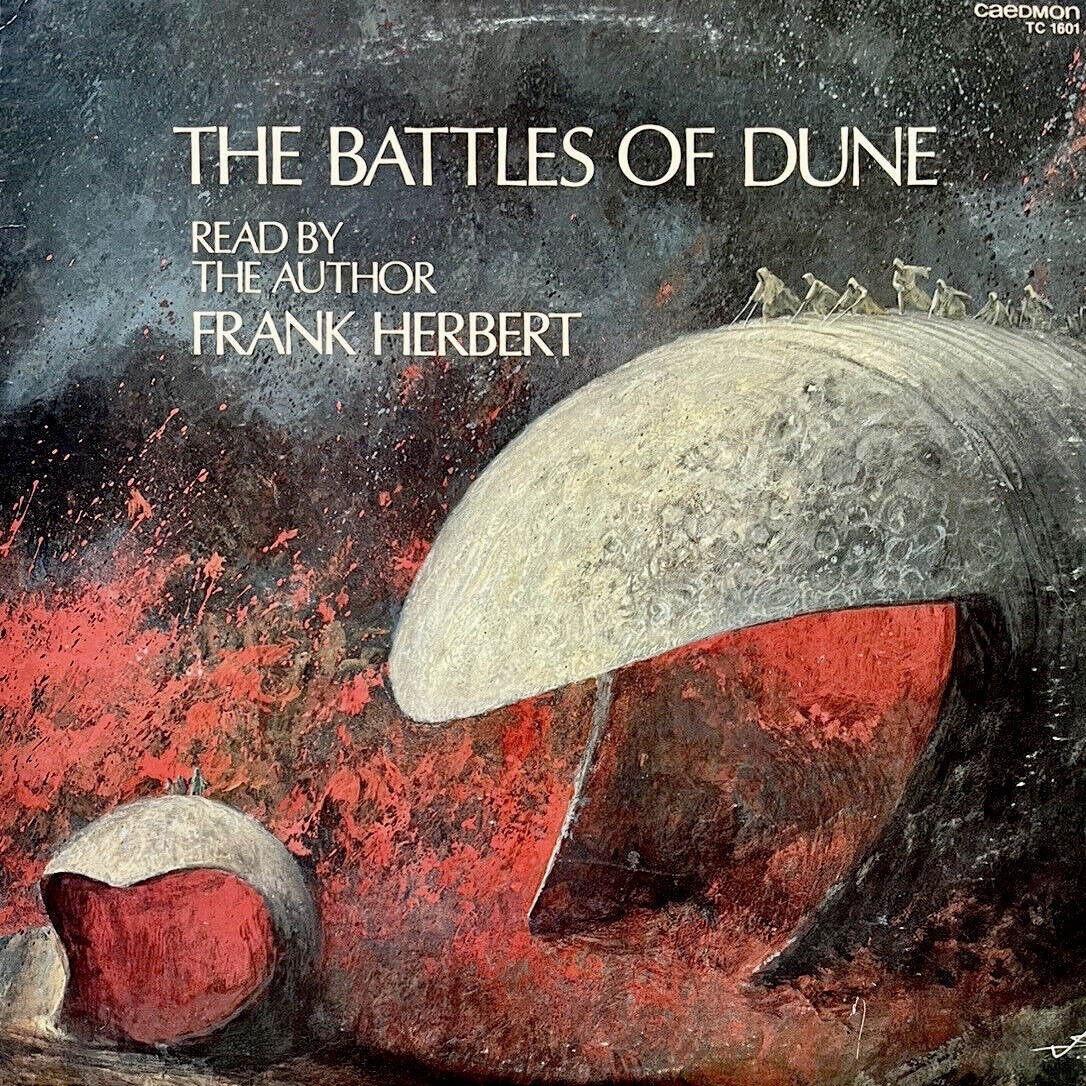 CAEDMON
TC 1601
THE BATTLES OF DUNE
READ BY
THE AUTHOR
FRANK HERBERT